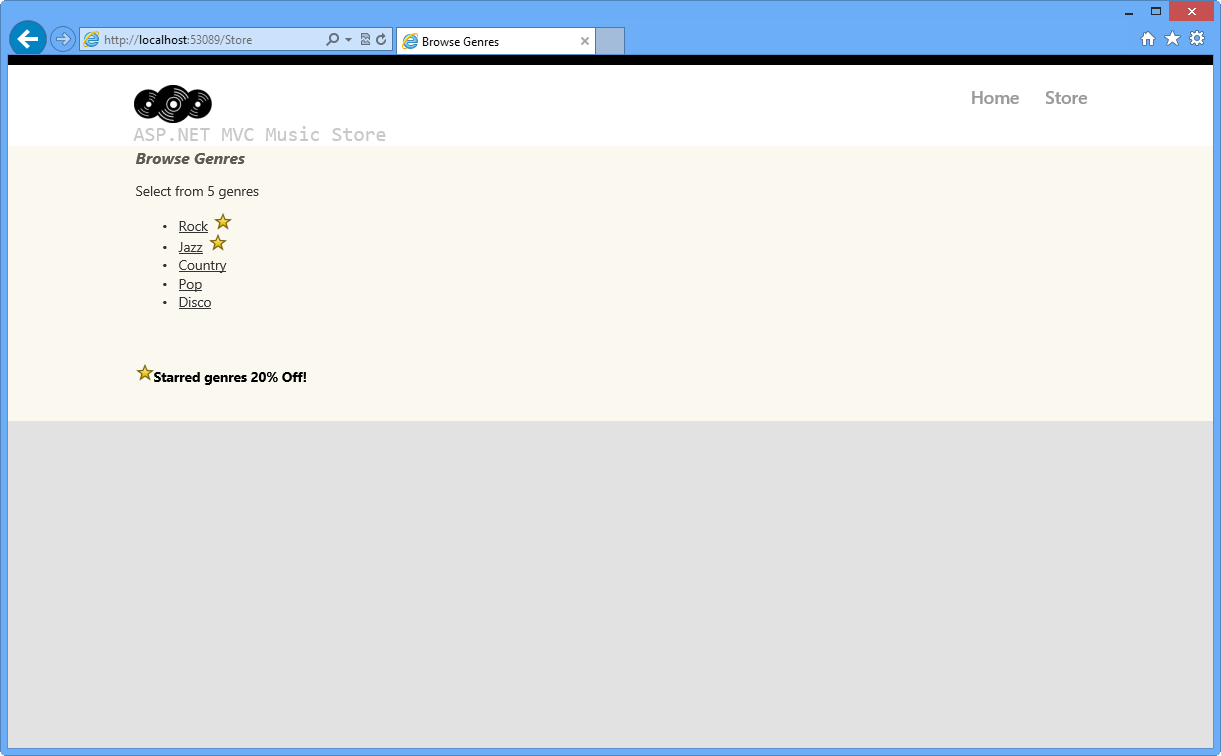 http://localhost:53089/Store
Browse Genres
Home Store
ASP.NET MVC Music Store
Browse Genres
Select from 5 genres
• Rock
• Jazz
• Country
• Pop
• Disco
Starred genres 20% Off!